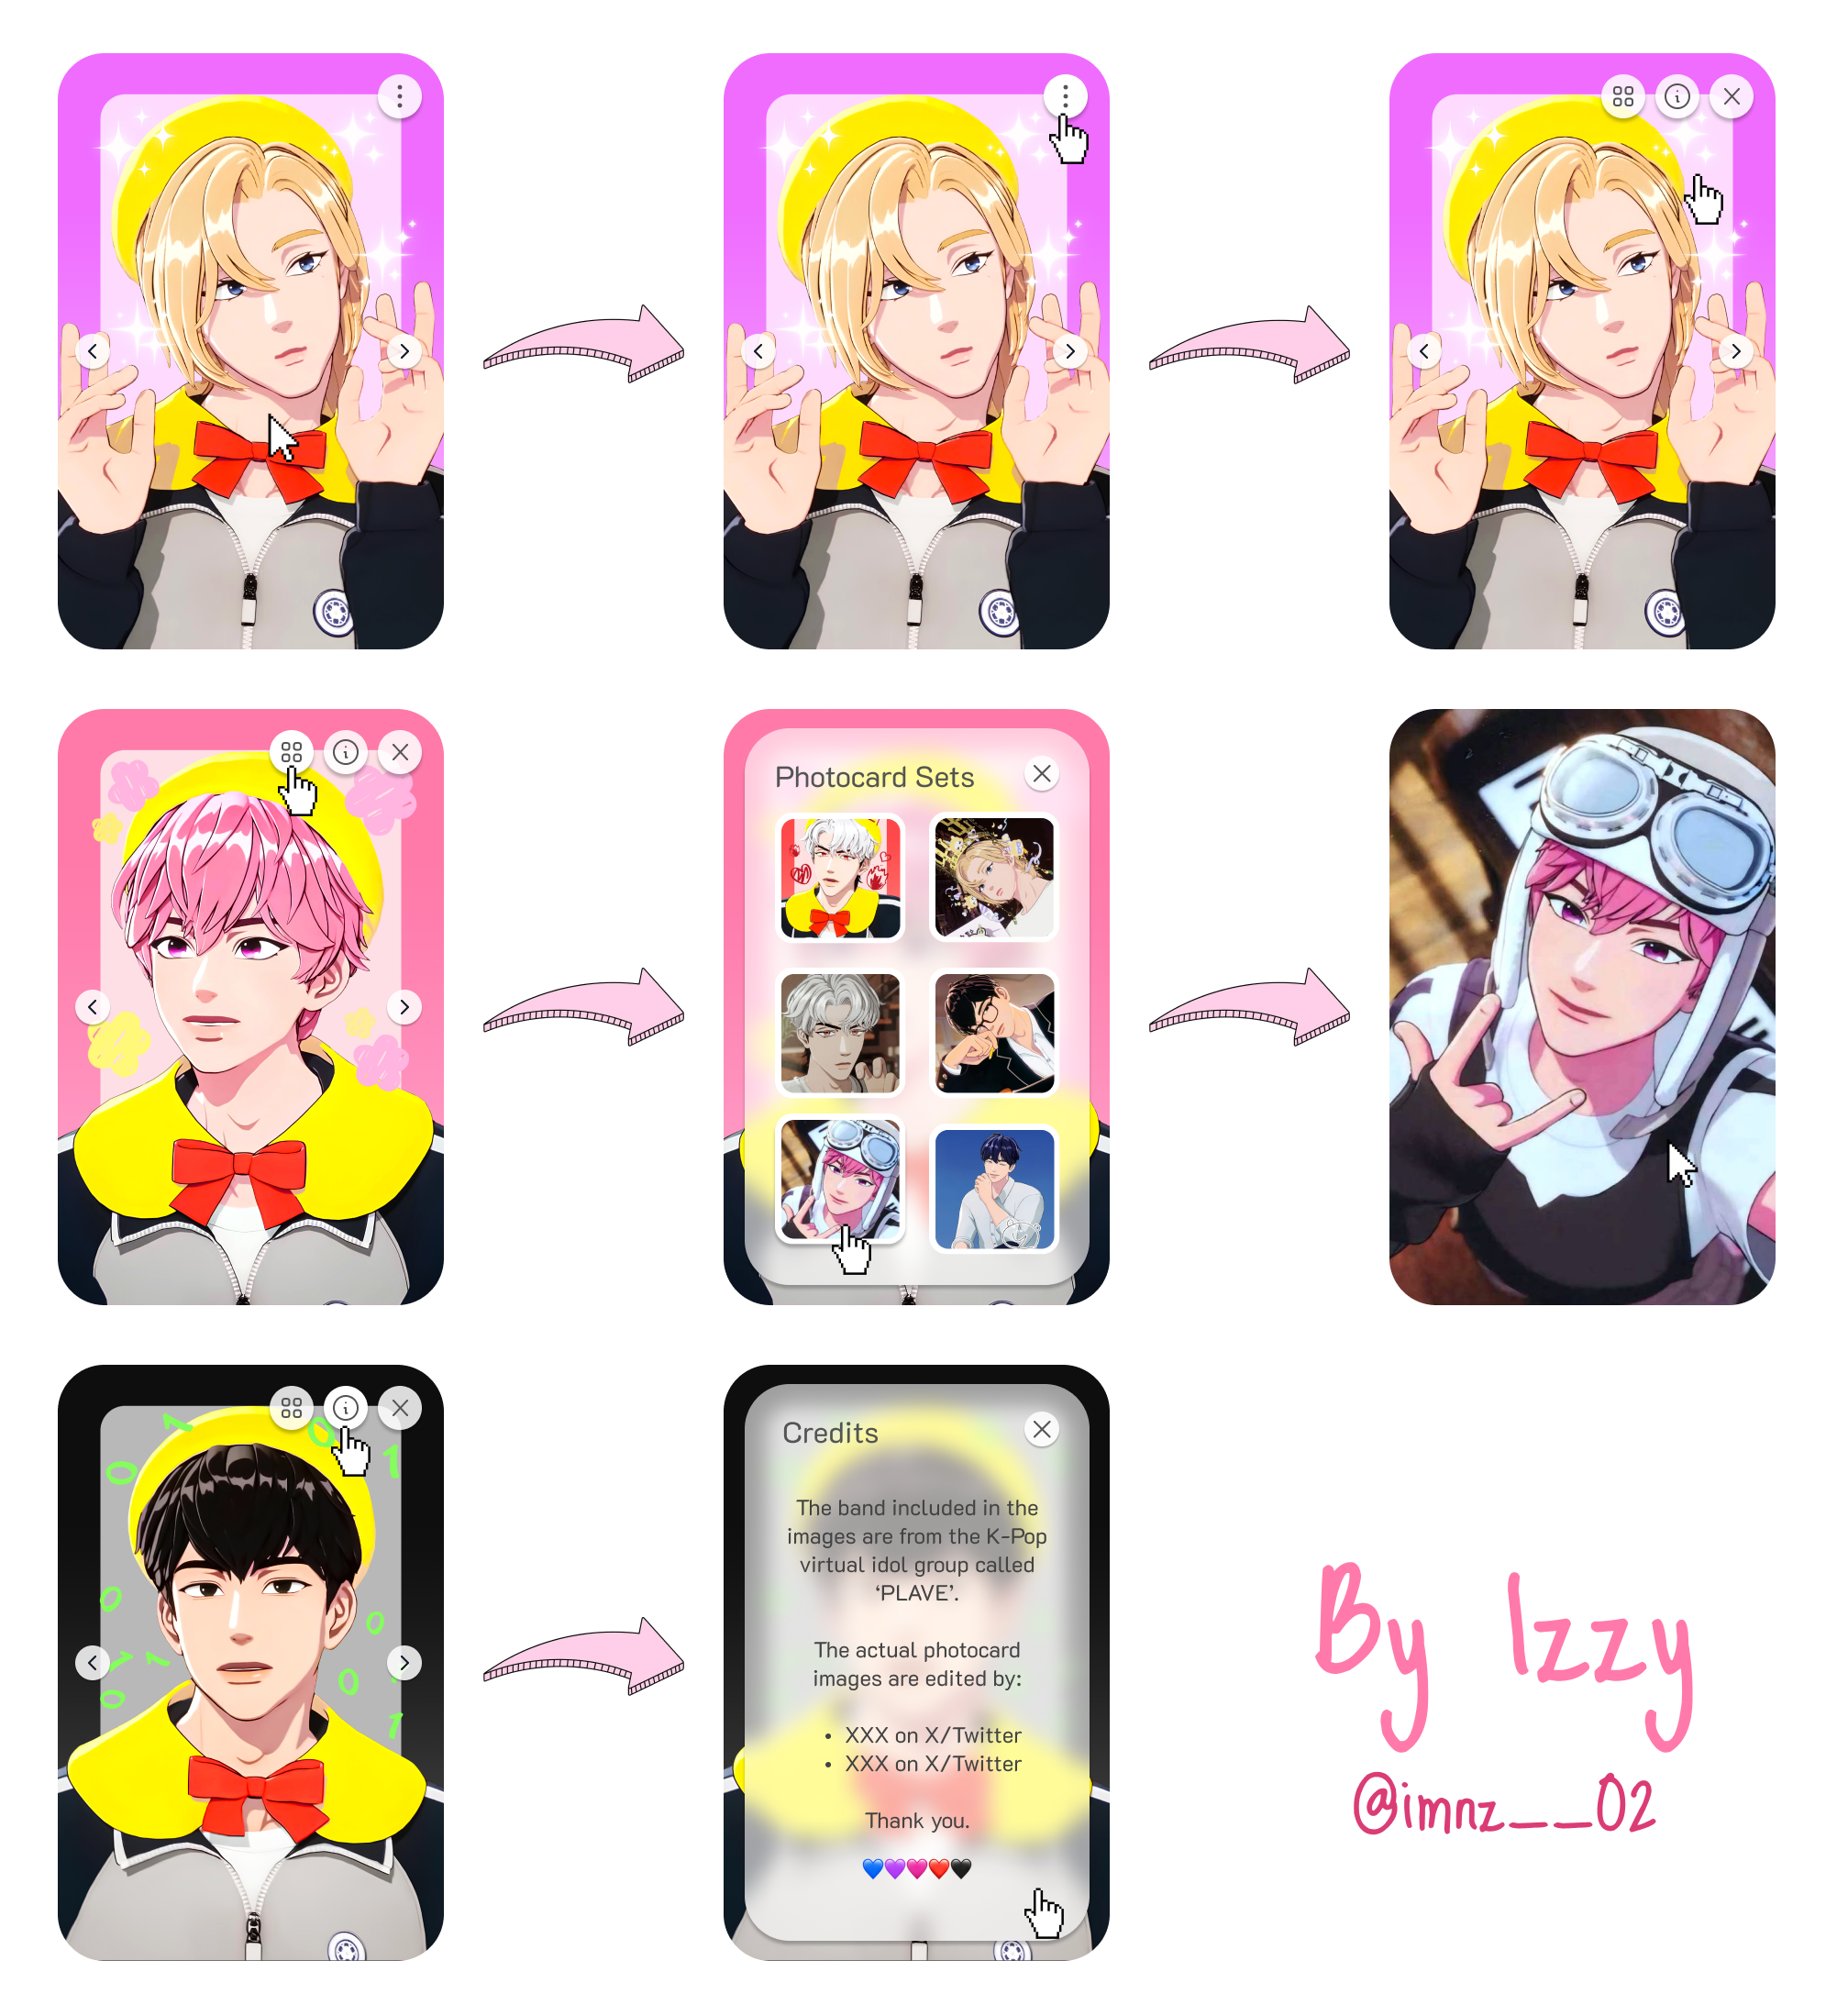 Photocard Sets
Credits
The band included in the
images are from the K-Pop
virtual idol group called
‘PLAVE’.
The actual photocard
images are edited by:
• XXX on X/Twitter
• XXX on X/Twitter
Thank you.
💙💜💗❤️🖤
By Izzy
@imnz__02